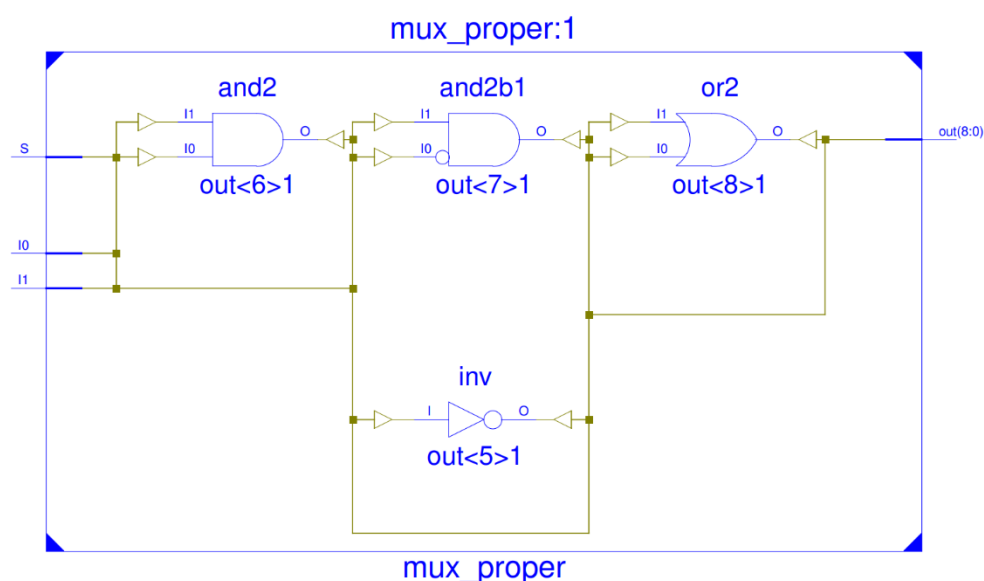 mux_proper:1
and2
and2b1
or2
I1
O
I1
O
I1
O
out(8:0)
S
I0
I0
I0
out<6>1
out<7>1
out<8>1
I0
I1
inv
I
O
out<5>1
mux_proper